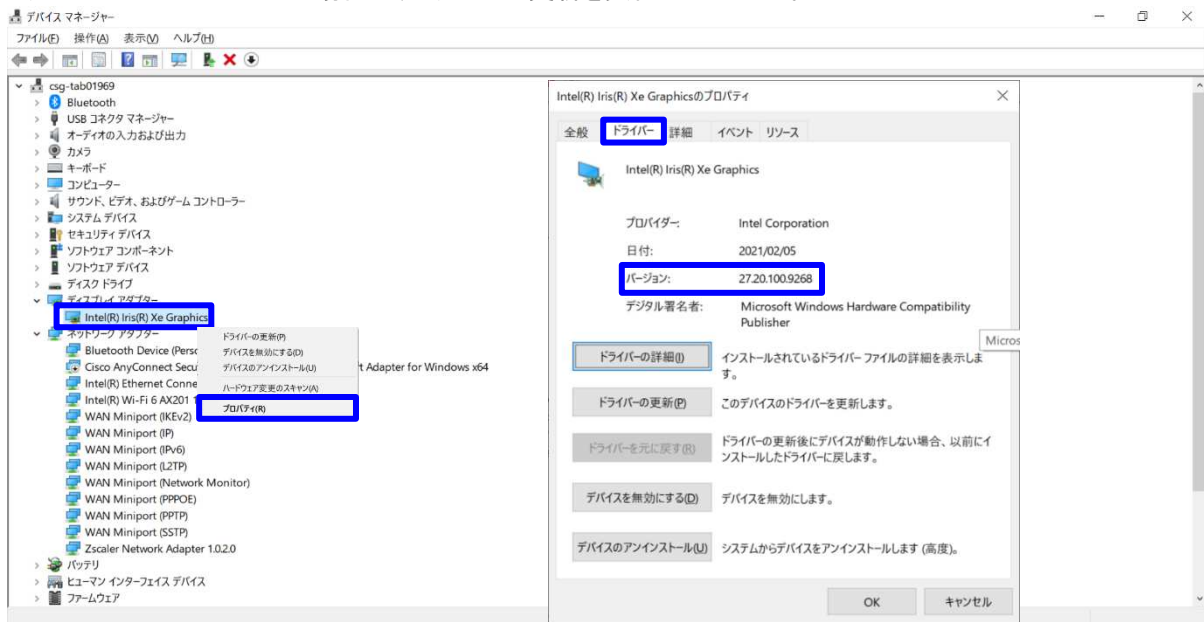 デバイス マネージャー
ファイル(F) 操作(A) 表示(V) ヘルプ(H)
csg-tab01969
Bluetooth
USB コネクタ マネージャー
オーディオの入力および出力
カメラ
キーボード
コンピューター
サウンド、ビデオ、およびゲーム コントローラー
システム デバイス
セキュリティ デバイス
ソフトウェア コンポーネント
ソフトウェア デバイス
ディスク ドライブ
ディスプレイ アダプター
Intel(R) Iris(R) Xe Graphics
ネットワーク アダプター
Bluetooth Device (Perso
Cisco AnyConnect Secu
t Adapter for Windows x64
Intel(R) Ethernet Conne
Intel(R) Wi-Fi 6 AX201 1
WAN Miniport (IKEv2)
WAN Miniport (IP)
WAN Miniport (IPv6)
WAN Miniport (L2TP)
WAN Miniport (Network Monitor)
WAN Miniport (PPPOE)
WAN Miniport (PPTP)
WAN Miniport (SSTP)
Zscaler Network Adapter 1.0.2.0
バッテリ
ヒューマン インターフェイス デバイス
ファームウェア
ドライバーの更新(P)
デバイスを無効にする(D)
デバイスのアンインストール(U)
ハードウェア変更のスキャン(A)
プロパティ(R)
Intel(R) Iris(R) Xe Graphicsのプロパティ
全般 ドライバー 詳細 イベント リソース
Intel(R) Iris(R) Xe Graphics
プロバイダー: Intel Corporation
日付: 2021/02/05
バージョン: 27.20.100.9268
デジタル署名者: Microsoft Windows Hardware Compatibility
Publisher
Micros
ドライバーの詳細(I) インストールされているドライバー ファイルの詳細を表示しま
す。
ドライバーの更新(P) このデバイスのドライバーを更新します。
ドライバーを元に戻す(R) ドライバーの更新後にデバイスが動作しない場合、以前にイ
ンストールしたドライバーに戻します。
デバイスを無効にする(D) デバイスを無効にします。
デバイスのアンインストール(U) システムからデバイスをアンインストールします (高度)。
OK キャンセル